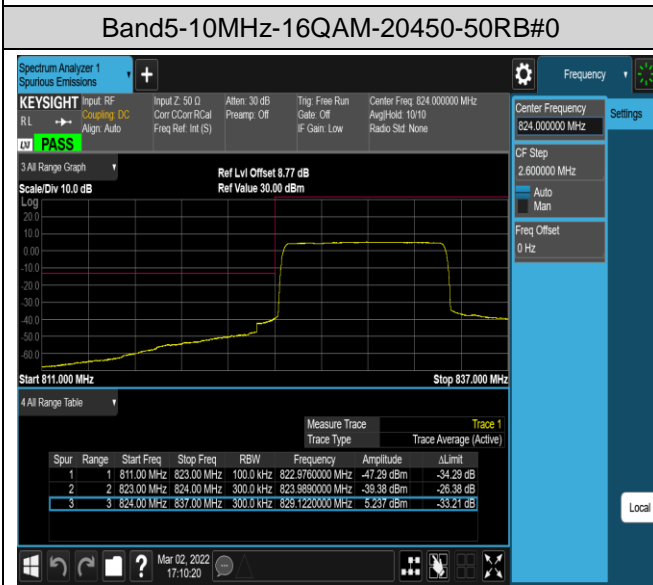 Band5-10MHz-16QAM-20450-50RB#0
Spectrum Analyzer 1
Spurious Emissions
+
Frequency
KEYSIGHT Input: RF Input Z: 50 Ω Atten: 30 dB Trig: Free Run Center Freq: 824.000000 MHz
RL Coupling: DC Corr CCorr RCal Preamp: Off Gate: Off Avg|Hold: 10/10
Align: Auto Freq Ref: Int (S) IF Gain: Low Radio Std: None
LXI PASS
Center Frequency
824.000000 MHz
Settings
CF Step
2.600000 MHz
Auto
Man
Freq Offset
0 Hz
3 All Range Graph
Ref Lvl Offset 8.77 dB
Scale/Div 10.0 dB Ref Value 30.00 dBm
Log
20.0
10.0
0.00
-10.0
-20.0
-30.0
-40.0
-50.0
-60.0
Start 811.000 MHz Stop 837.000 MHz
4 All Range Table
Measure Trace Trace 1
Trace Type Trace Average (Active)
Spur Range Start Freq Stop Freq RBW Frequency Amplitude ΔLimit
1 1 811.00 MHz 823.00 MHz 100.0 kHz 822.9760000 MHz -47.29 dBm -34.29 dB
2 2 823.00 MHz 824.00 MHz 300.0 kHz 823.9890000 MHz -39.38 dBm -26.38 dB
3 3 824.00 MHz 837.00 MHz 300.0 kHz 829.1220000 MHz 5.237 dBm -33.21 dB
Local
? Mar 02, 2022
17:10:20